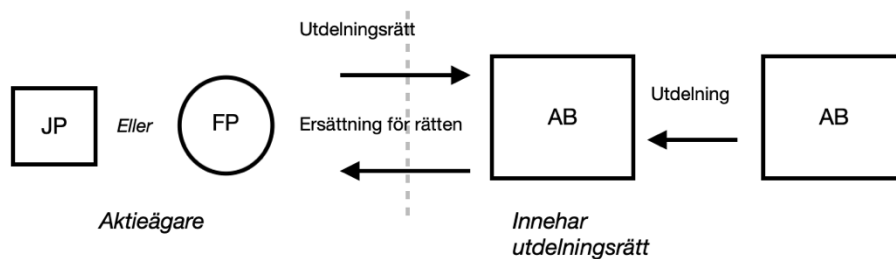 Utdelningsrätt
JP
Eller
FP
Ersättning för rätten
AB
Utdelning
AB
Aktieägare
Innehar
utdelningsrätt